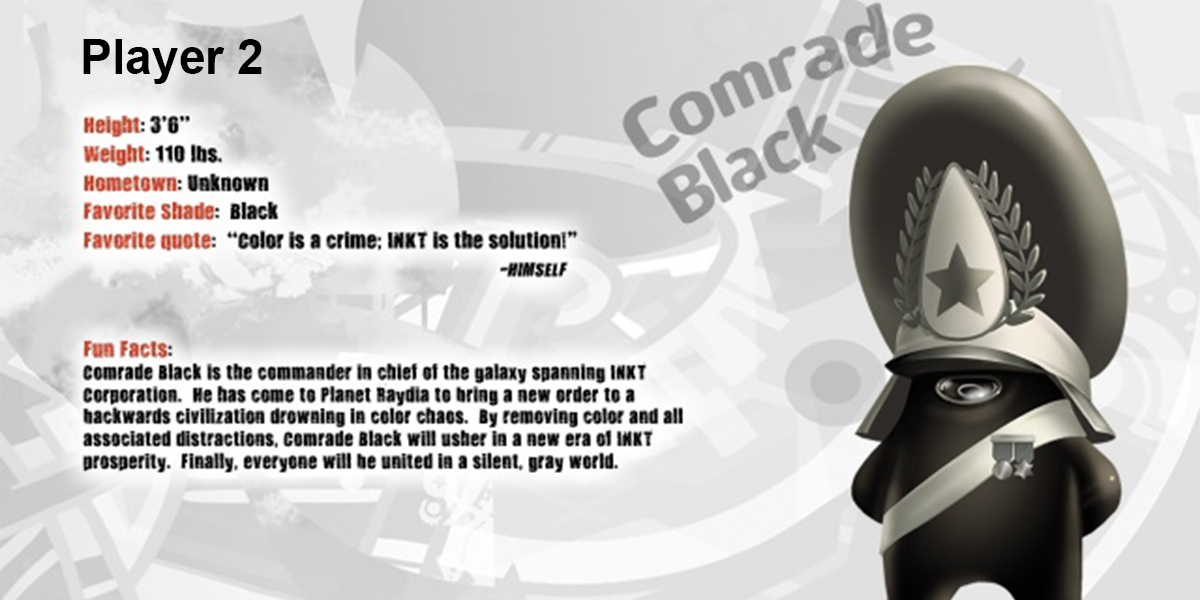 Player 2
Comrade
Black
Height: 3'6"
Weight: 110 lbs.
Hometown: Unknown
Favorite Shade: Black
Favorite quote: "Color is a crime; INKT is the solution!"
-HIMSELF
Fun Facts:
Comrade Black is the commander in chief of the galaxy spanning INKT
Corporation. He has come to Planet Raydia to bring a new order to a
backwards civilization drowning in color chaos. By removing color and all
associated distractions, Comrade Black will usher in a new era of INKT
prosperity. Finally, everyone will be united in a silent, gray world.